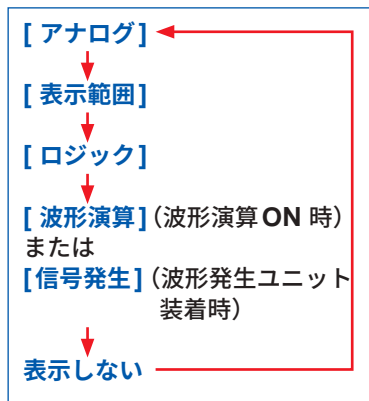 [ アナログ]
[ 表示範囲]
[ ロジック]
[ 波形演算] (波形演算 ON 時)
または
[信号発生] (波形発生ユニット
装着時)
表示しない